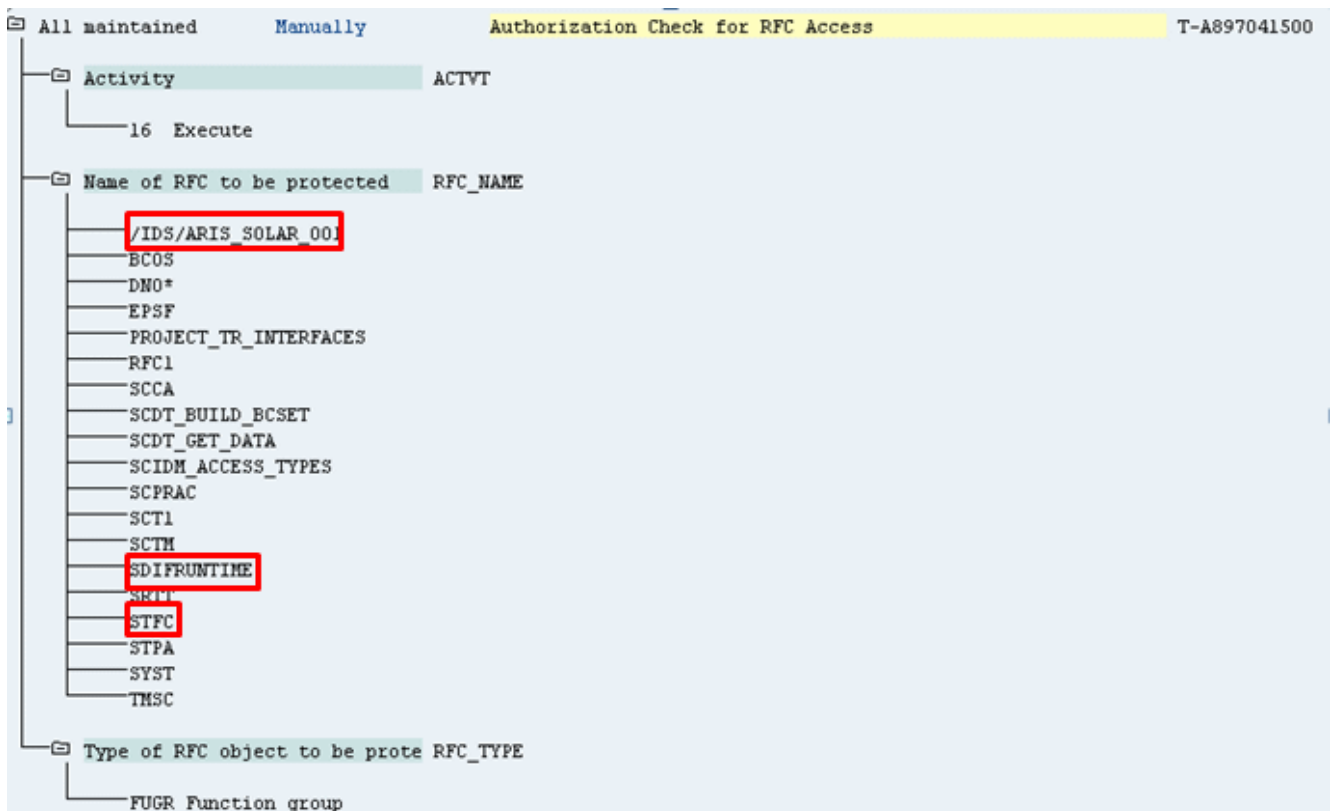 All maintained Manually Authorization Check for RFC Access T-A897041500
Activity ACTVT
16 Execute
Name of RFC to be protected RFC_NAME
/IDS/ARIS_SOLAR_001
BCOS
DNO*
EPSF
PROJECT_TR_INTERFACES
RFC1
SCCA
SCDT_BUILD_BCSET
SCDT_GET_DATA
SCIDM_ACCESS_TYPES
SCPRAC
SCT1
SCTM
SDIFRUNTIME
SRTT
STFC
STPA
SYST
TMSC
Type of RFC object to be prote RFC_TYPE
FUGR Function group